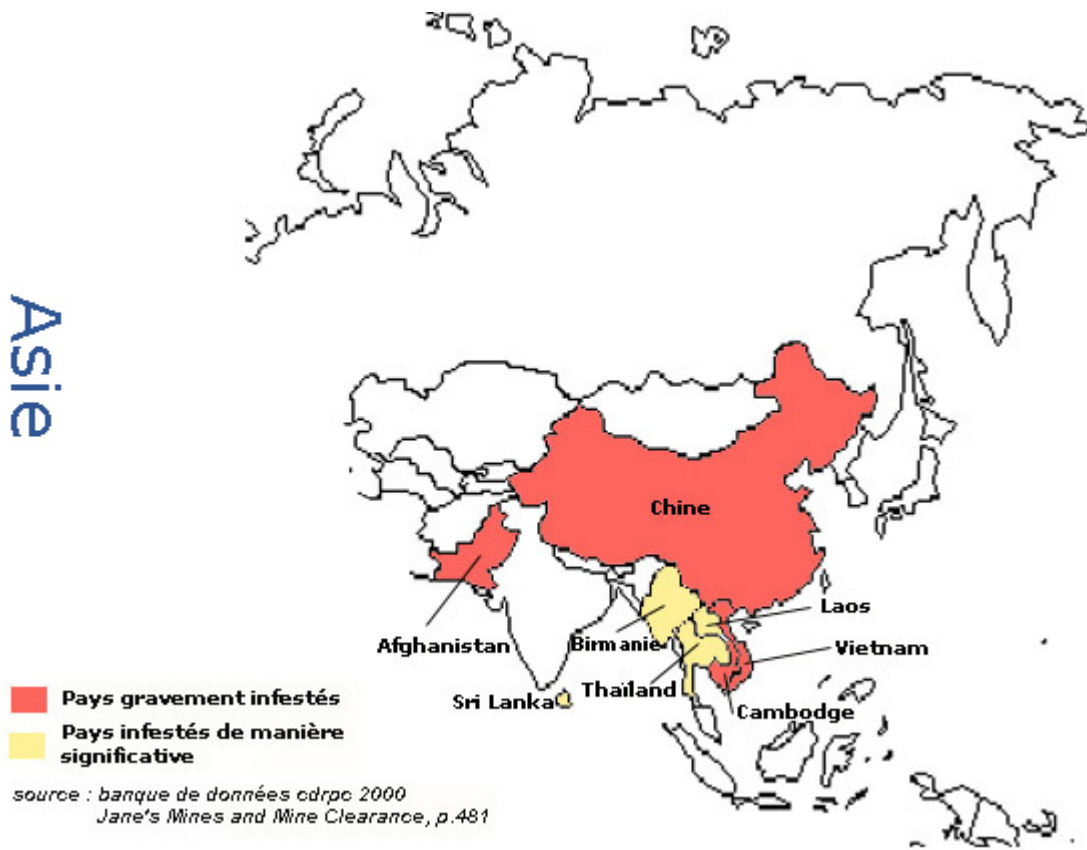 Asie
Chine
Laos
Afghanistan
Birmanie
Vietnam
Thaïland
Sri Lanka
Cambodge
Pays gravement infestés
Pays infestés de manière
significative
source : banque de données cdrpc 2000
Jane's Mines and Mine Clearance, p.481